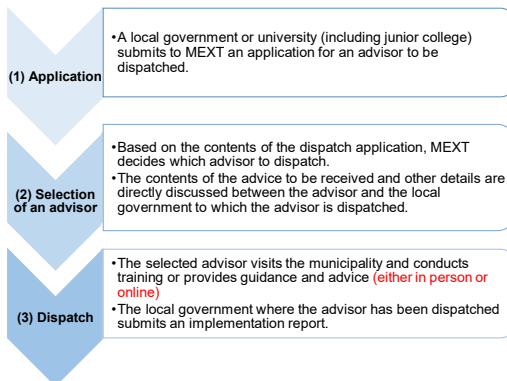 (1) Application
•A local government or university (including junior college)
submits to MEXT an application for an advisor to be
dispatched.
(2) Selection
of an advisor
•Based on the contents of the dispatch application, MEXT
decides which advisor to dispatch.
•The contents of the advice to be received and other details are
directly discussed between the advisor and the local
government to which the advisor is dispatched.
(3) Dispatch
•The selected advisor visits the municipality and conducts
training or provides guidance and advice (either in person or
online)
•The local government where the advisor has been dispatched
submits an implementation report.